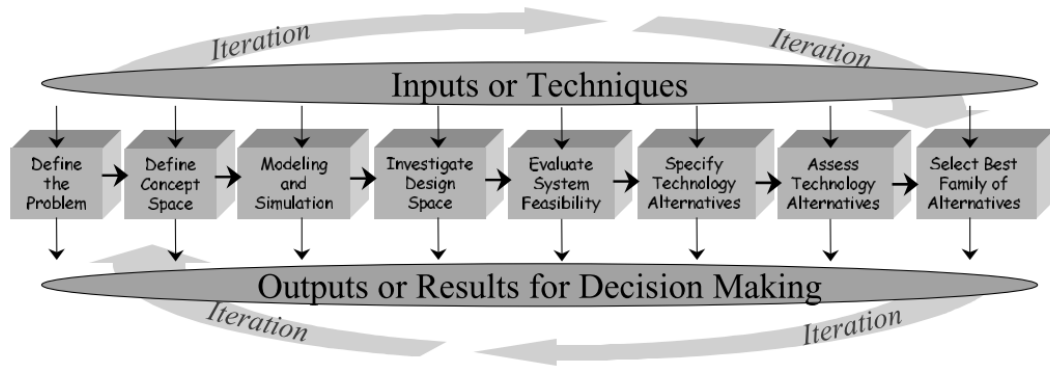 Iteration
Iteration
Inputs or Techniques
Define
the
Problem
Define
Concept
Space
Modeling
and
Simulation
Investigate
Design
Space
Evaluate
System
Feasibility
Specify
Technology
Alternatives
Assess
Technology
Alternatives
Select Best
Family of
Alternatives
Outputs or Results for Decision Making
Iteration
Iteration